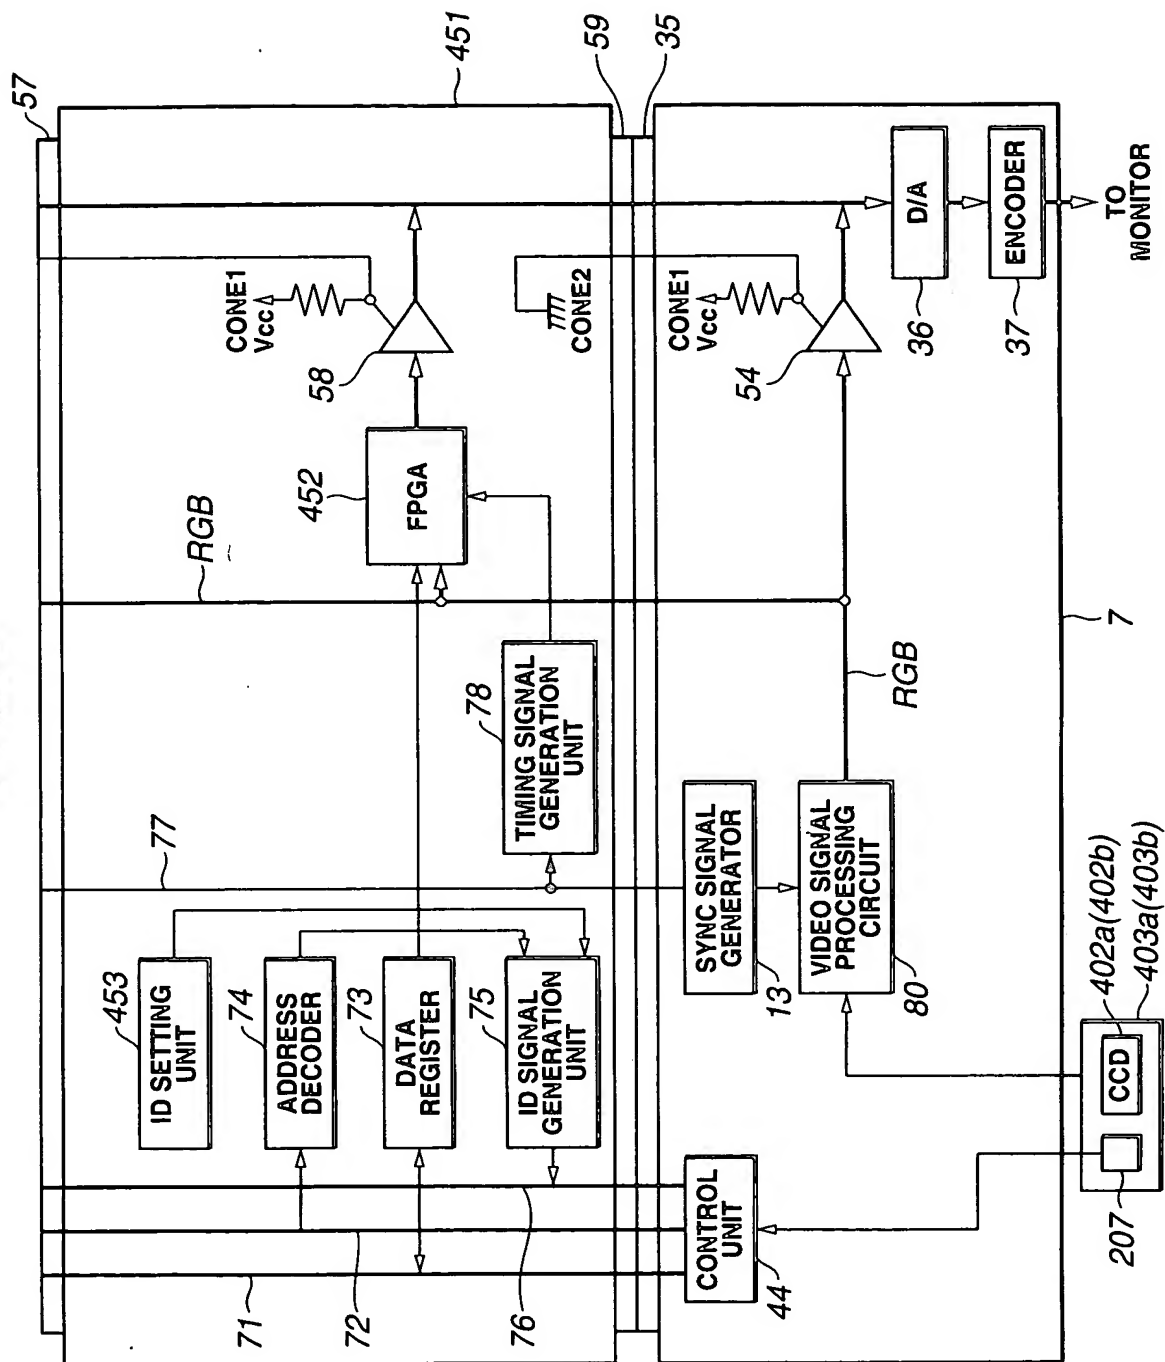 57
451
59
35
CONE1
Vcc
58
CONE2
CONE1
Vcc
54
D/A
36
ENCODER
37
TO
MONITOR
452
FPGA
RGB
RGB
7
77
78
TIMING SIGNAL
GENERATION
UNIT
453
ID SETTING
UNIT
74
ADDRESS
DECODER
73
DATA
REGISTER
75
ID SIGNAL
GENERATION
UNIT
SYNC SIGNAL
GENERATOR
13
VIDEO SIGNAL
PROCESSING
CIRCUIT
80
402a(402b)
403a(403b)
CCD
207
71
72
76
CONTROL
UNIT
44